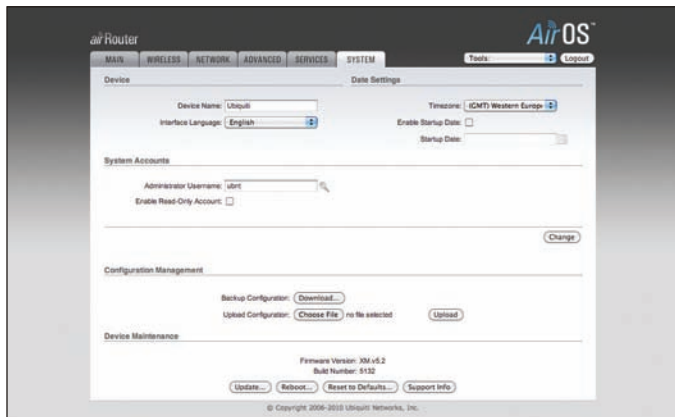 airRouter
AirOS™
MAIN WIRELESS NETWORK ADVANCED SERVICES SYSTEM Tools: Logout
Device
Device Name: Ubiquiti
Interface Language: English
Date Settings
Timezone: (GMT) Western Europe
Enable Startup Date:
Startup Date:
System Accounts
Administrator Username: ubnt
Enable Read-Only Account:
Change
Configuration Management
Backup Configuration: Download...
Upload Configuration: Choose File no file selected Upload
Device Maintenance
Firmware Version: XM.v5.2
Build Number: 5132
Update... Reboot... Reset to Defaults... Support Info
© Copyright 2006-2010 Ubiquiti Networks, Inc.